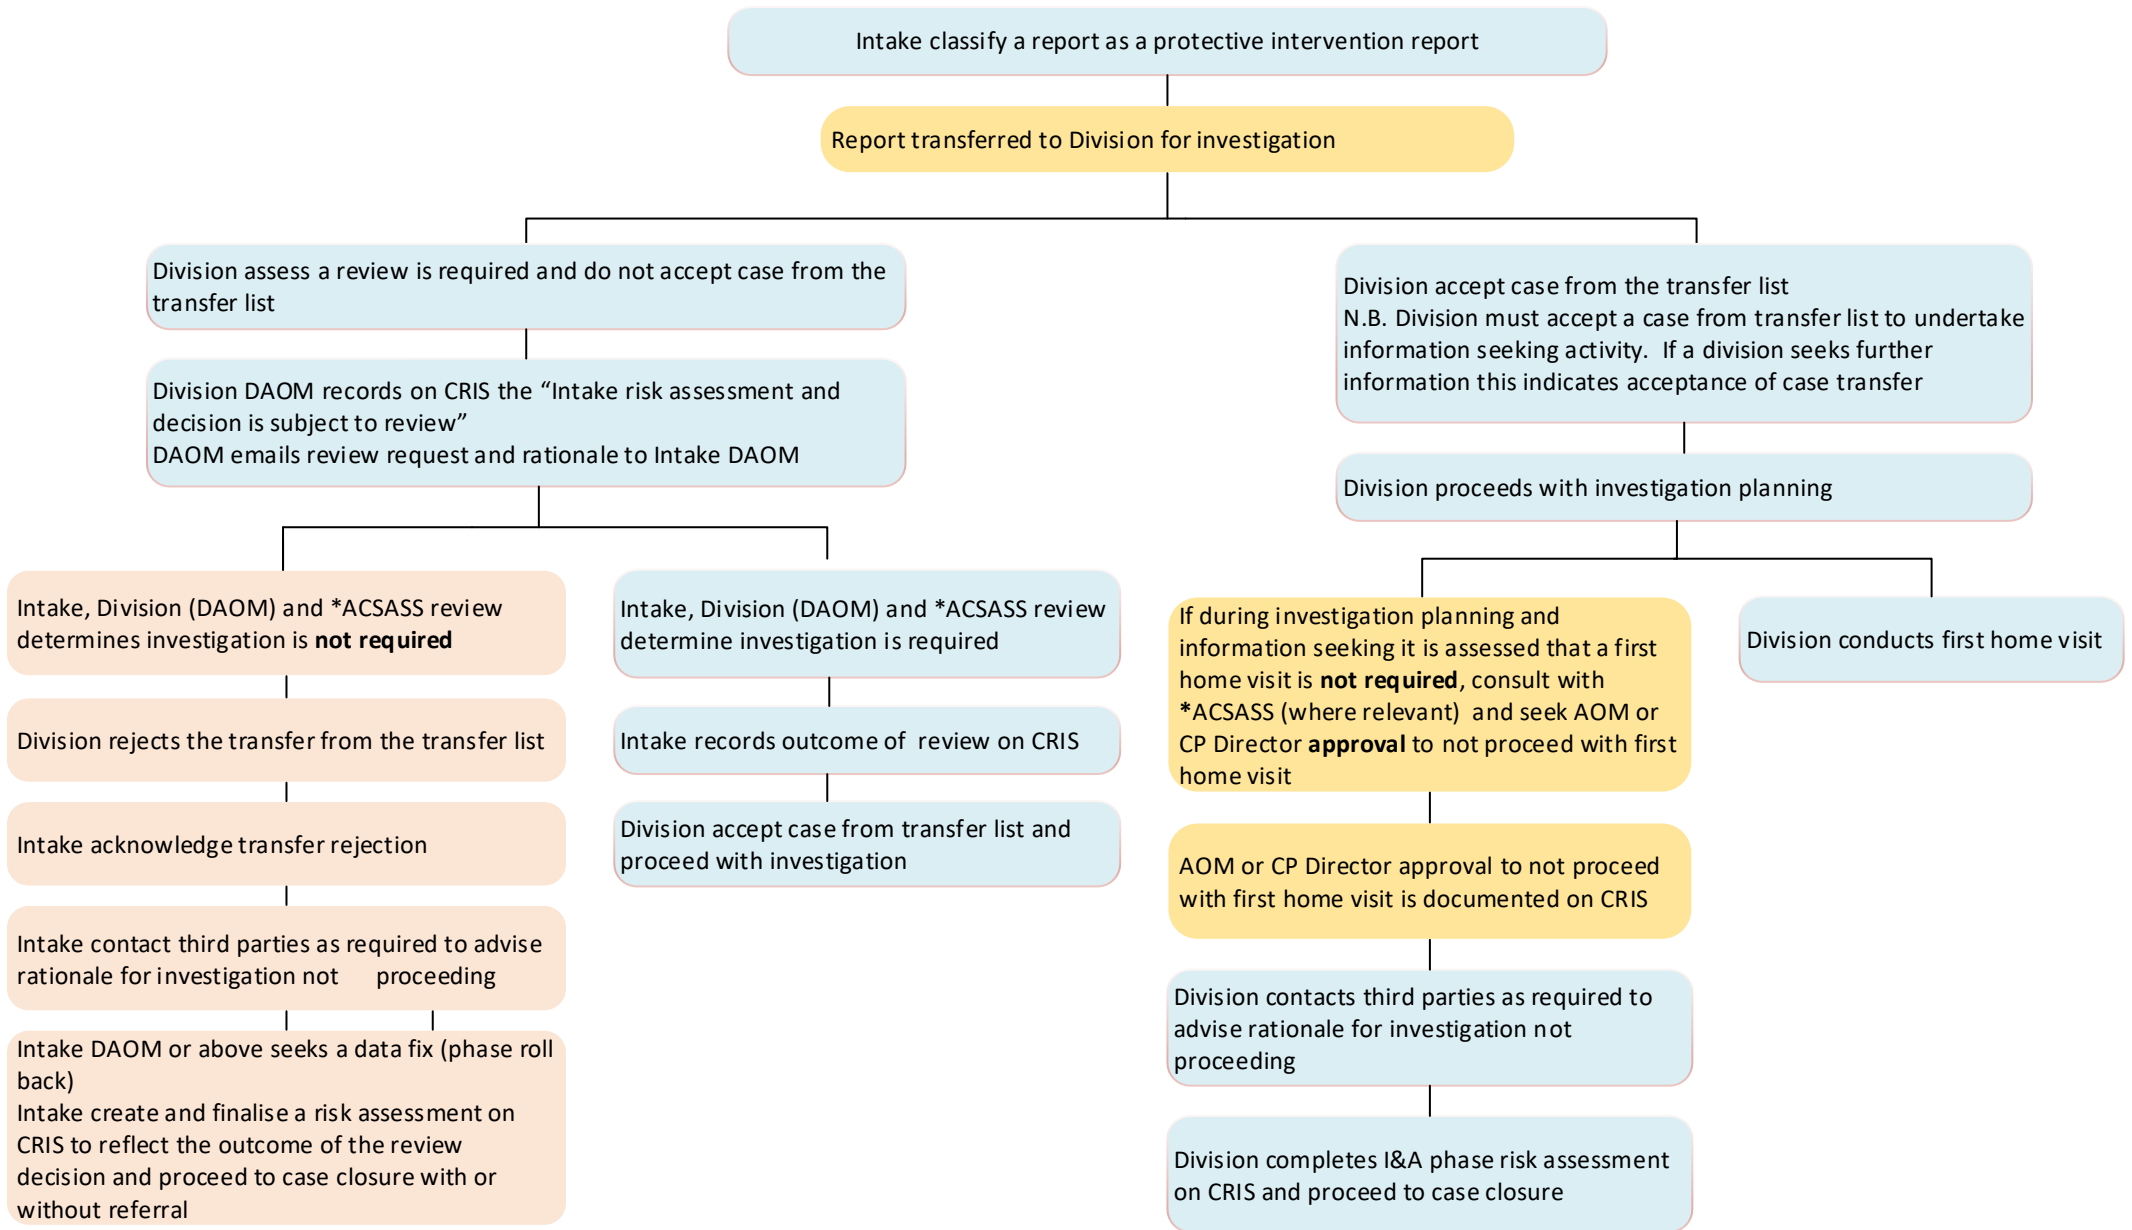 Intake classify a report as a protective intervention report
Report transferred to Division for investigation
Division assess a review is required and do not accept case from the
transfer list
Division DAOM records on CRIS the “Intake risk assessment and
decision is subject to review”
DAOM emails review request and rationale to Intake DAOM
Intake, Division (DAOM) and *ACSASS review
determines investigation is not required
Division rejects the transfer from the transfer list
Intake acknowledge transfer rejection
Intake contact third parties as required to advise
rationale for investigation not proceeding
Intake DAOM or above seeks a data fix (phase roll
back)
Intake create and finalise a risk assessment on
CRIS to reflect the outcome of the review
decision and proceed to case closure with or
without referral
Intake, Division (DAOM) and *ACSASS review
determine investigation is required
Intake records outcome of review on CRIS
Division accept case from transfer list and
proceed with investigation
Division accept case from the transfer list
N.B. Division must accept a case from transfer list to undertake
information seeking activity. If a division seeks further
information this indicates acceptance of case transfer
Division proceeds with investigation planning
If during investigation planning and
information seeking it is assessed that a first
home visit is not required, consult with
*ACSASS (where relevant) and seek AOM or
CP Director approval to not proceed with first
home visit
AOM or CP Director approval to not proceed
with first home visit is documented on CRIS
Division contacts third parties as required to
advise rationale for investigation not
proceeding
Division completes I&A phase risk assessment
on CRIS and proceed to case closure
Division conducts first home visit